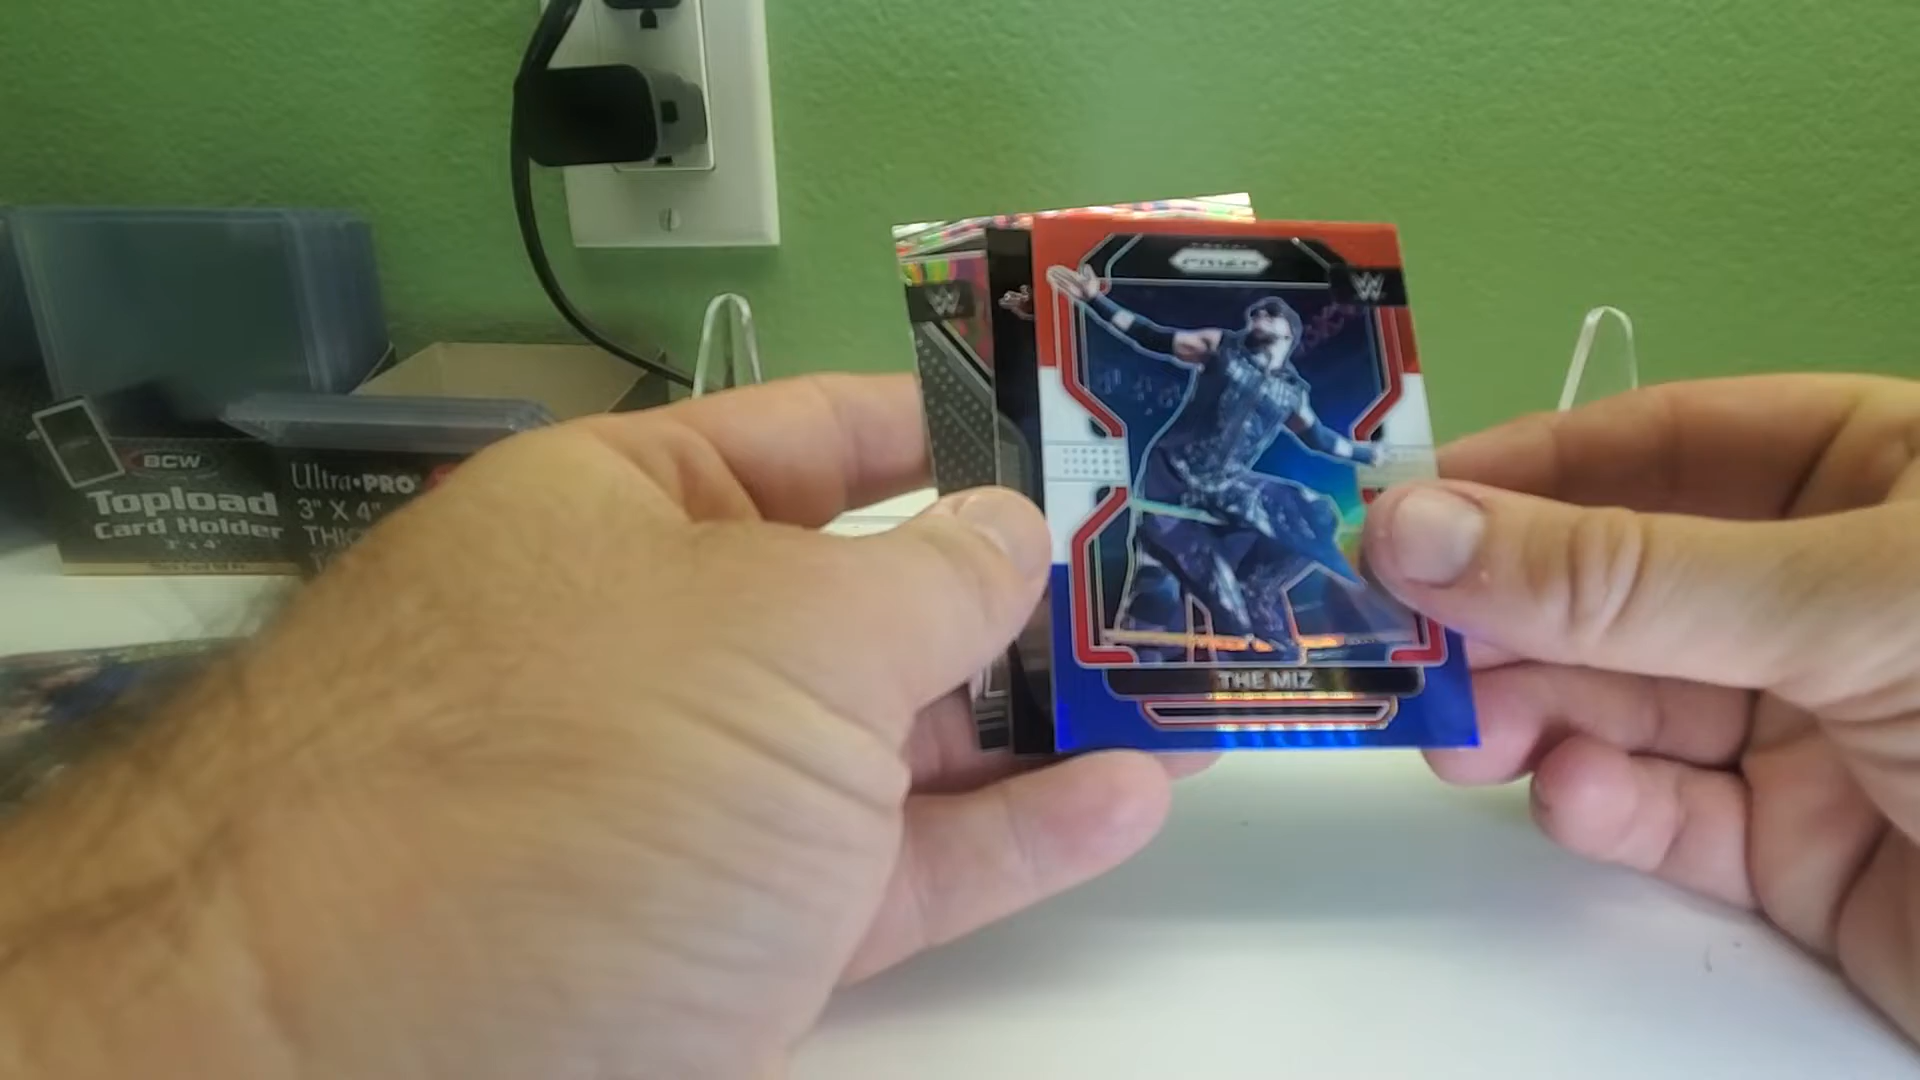 BCW
Topload
Card Holder
3" x 4"
Ultra•PRO
3" X 4"
THIC
PRIZM
W
W
THE MIZ